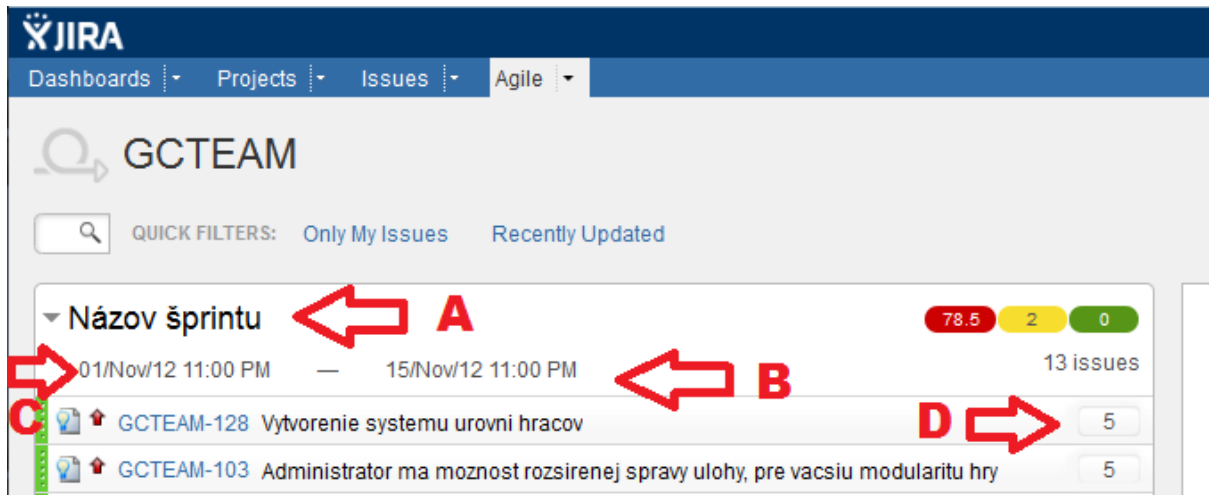 JIRA
Dashboards Projects Issues Agile
GCTEAM
QUICK FILTERS: Only My Issues Recently Updated
Názov šprintu A 78.5 2 0
01/Nov/12 11:00 PM — 15/Nov/12 11:00 PM B 13 issues
C GCTEAM-128 Vytvorenie systemu urovni hracov D 5
GCTEAM-103 Administrator ma moznost rozsirenej spravy ulohy, pre vacsiu modularitu hry 5